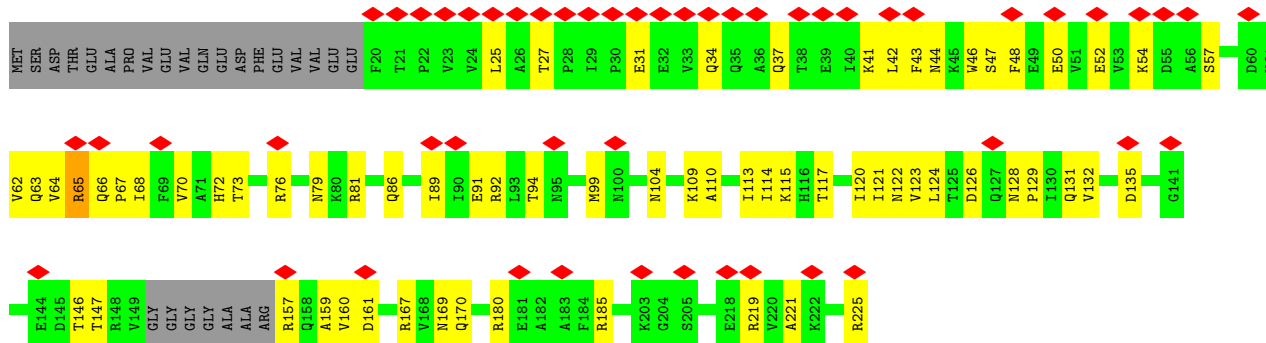 MET SER ASP THR GLU ALA PRO VAL GLU VAL GLN GLU ASP PHE GLU VAL VAL GLU GLU F20 T21 P22 V23 V24 L25 A26 T27 P28 I29 P30 E31 E32 V33 Q34 Q35 A36 Q37 T38 E39 I40 K41 L42 F43 N44 K45 W46 S47 F48 E49 E50 V51 E52 V53 K54 D55 A56 S57 D60
V62 Q63 V64 R65 Q66 P67 I68 F69 V70 A71 H72 T73 R76 N79 K80 R81 Q86 I89 I90 E91 R92 L93 T94 N95 M99 N100 N104 K109 A110 I113 I114 K115 H116 T117 I120 I121 N122 V123 L124 T125 D126 Q127 N128 P129 I130 Q131 V132 D135 G141
E144 D145 T146 T147 R148 V149 GLY GLY GLY GLY ALA ALA ARG R157 Q158 A159 V160 D161 R167 V168 N169 Q170 R180 E181 A182 A183 F184 R185 K203 G204 S205 E218 R219 V220 A221 K222 R225